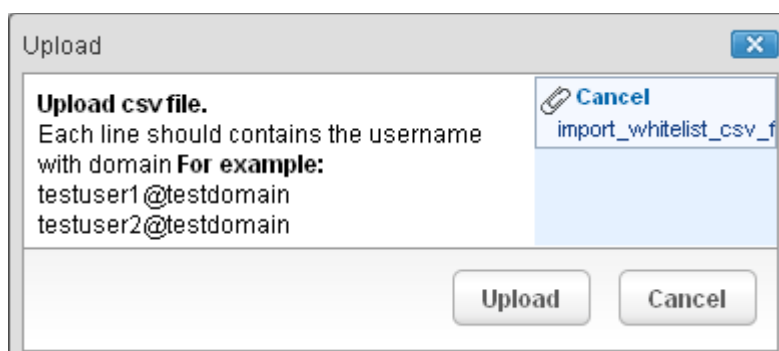 Upload
Upload csv file.
Each line should contains the username
with domain For example:
testuser1@testdomain
testuser2@testdomain
Cancel
import_whitelist_csv_f
Upload
Cancel